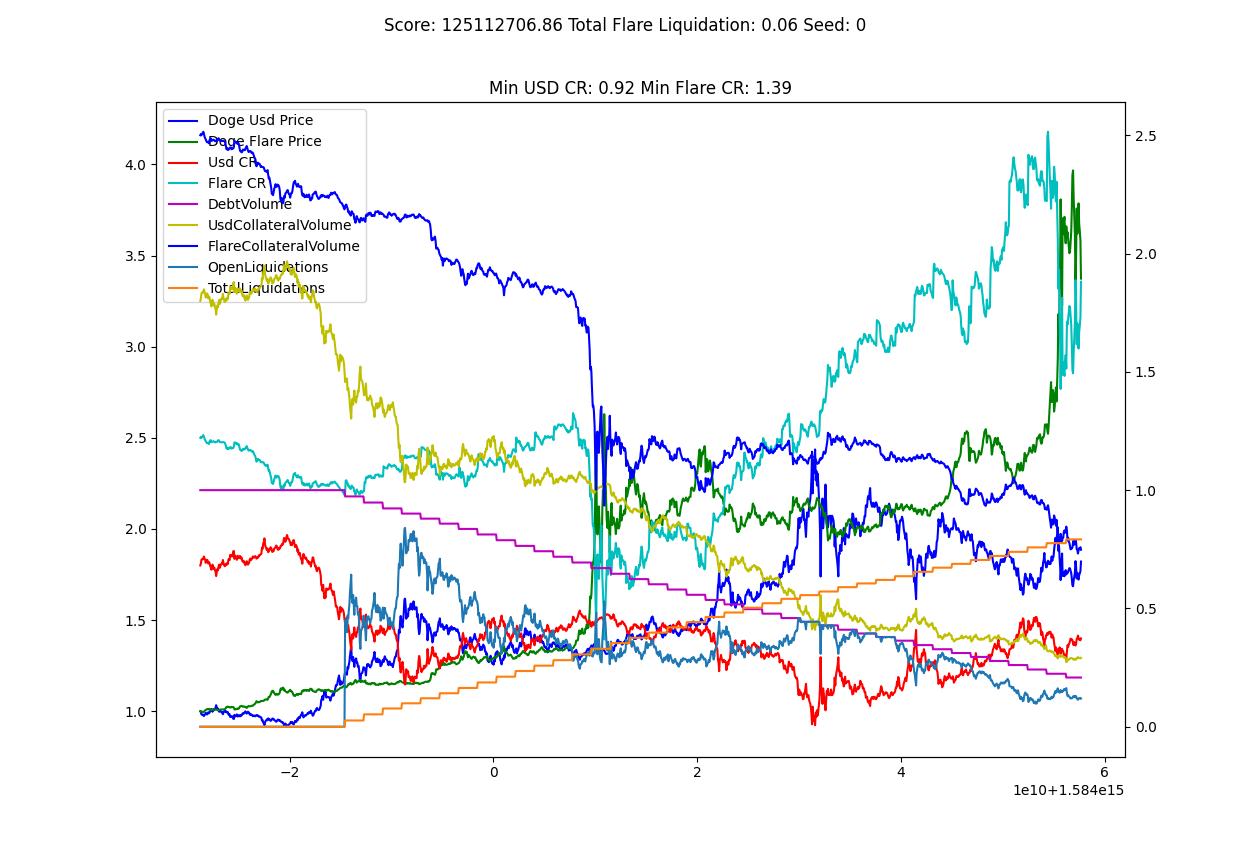 Score: 125112706.86 Total Flare Liquidation: 0.06 Seed: 0
Min USD CR: 0.92 Min Flare CR: 1.39
Doge Usd Price
Doge Flare Price
Usd CR
Flare CR
DebtVolume
UsdCollateralVolume
FlareCollateralVolume
OpenLiquidations
TotalLiquidations
4.0
3.5
3.0
2.5
2.0
1.5
1.0
2.5
2.0
1.5
1.0
0.5
0.0
−2
0
2
4
6
1e10+1.584e15